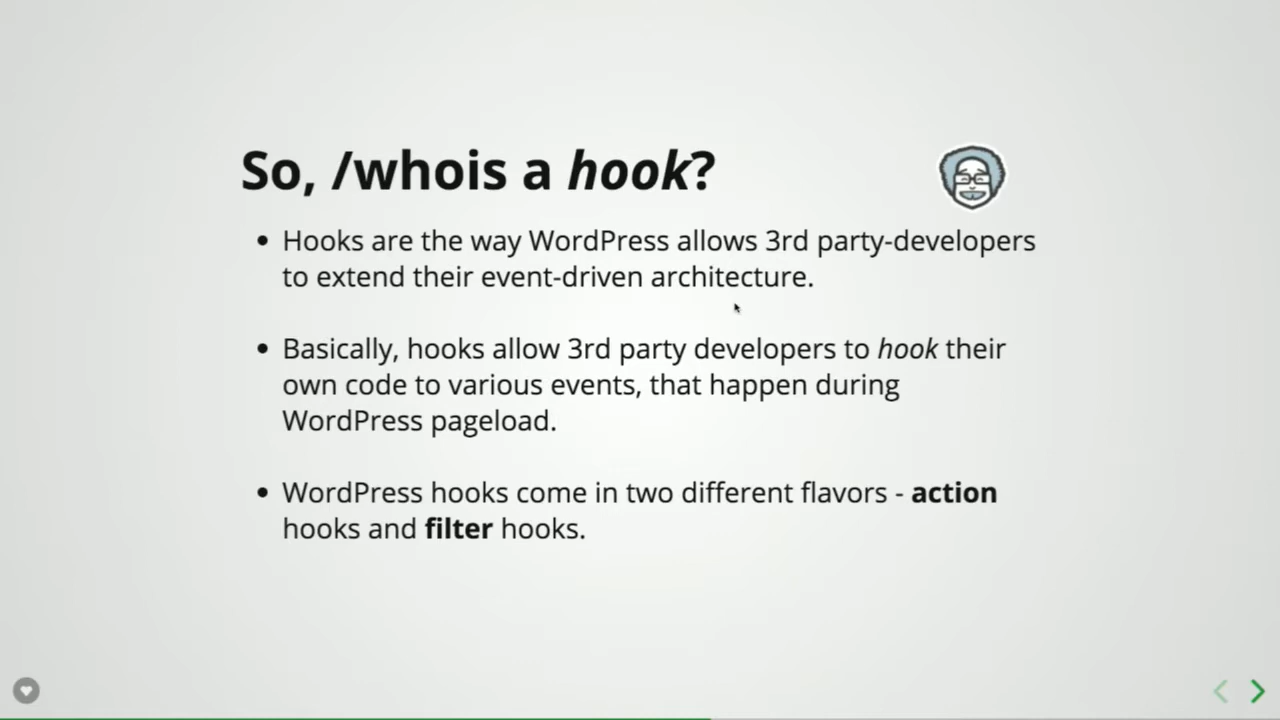 So, /whois a hook?
• Hooks are the way WordPress allows 3rd party-developers
to extend their event-driven architecture.
• Basically, hooks allow 3rd party developers to hook their
own code to various events, that happen during
WordPress pageload.
• WordPress hooks come in two different flavors - action
hooks and filter hooks.